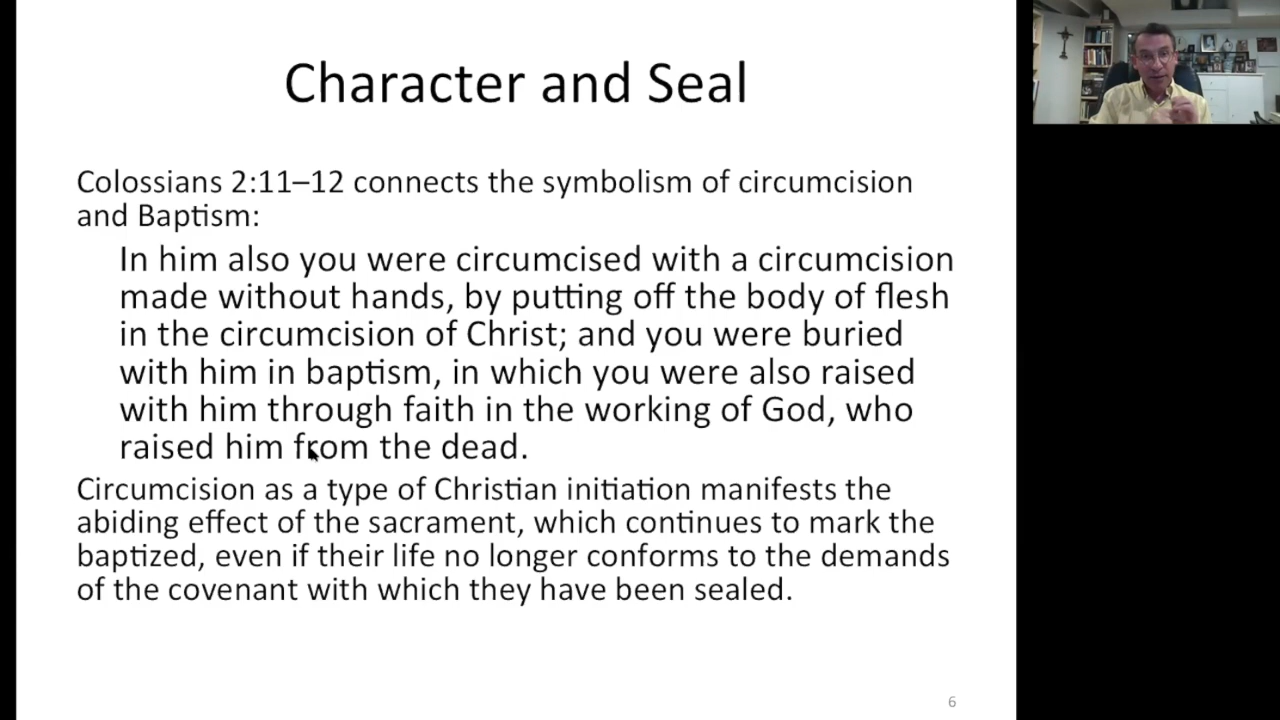 Character and Seal
Colossians 2:11–12 connects the symbolism of circumcision
and Baptism:
In him also you were circumcised with a circumcision
made without hands, by putting off the body of flesh
in the circumcision of Christ; and you were buried
with him in baptism, in which you were also raised
with him through faith in the working of God, who
raised him from the dead.
Circumcision as a type of Christian initiation manifests the
abiding effect of the sacrament, which continues to mark the
baptized, even if their life no longer conforms to the demands
of the covenant with which they have been sealed.
6